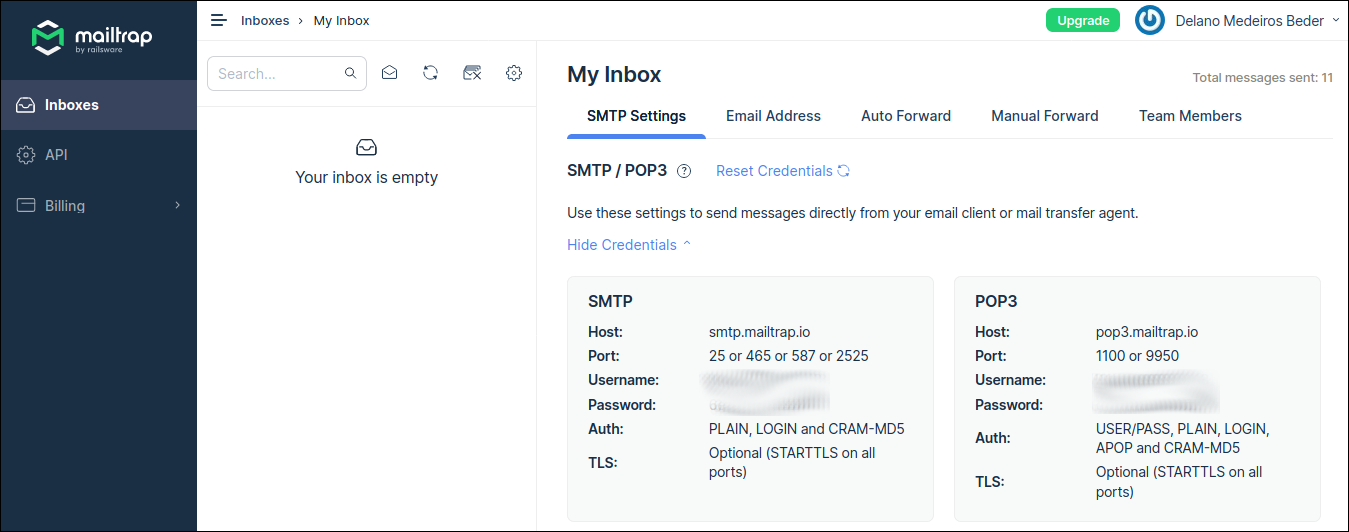 mailtrap
by railsware
Inboxes
API
Billing
Inboxes › My Inbox
Upgrade
Delano Medeiros Beder
Search...
Your inbox is empty
My Inbox
Total messages sent: 11
SMTP Settings Email Address Auto Forward Manual Forward Team Members
SMTP / POP3 ? Reset Credentials
Use these settings to send messages directly from your email client or mail transfer agent.
Hide Credentials
SMTP
Host: smtp.mailtrap.io
Port: 25 or 465 or 587 or 2525
Username:
Password:
Auth: PLAIN, LOGIN and CRAM-MD5
TLS: Optional (STARTTLS on all
ports)
POP3
Host: pop3.mailtrap.io
Port: 1100 or 9950
Username:
Password:
Auth: USER/PASS, PLAIN, LOGIN,
APOP and CRAM-MD5
TLS: Optional (STARTTLS on all
ports)